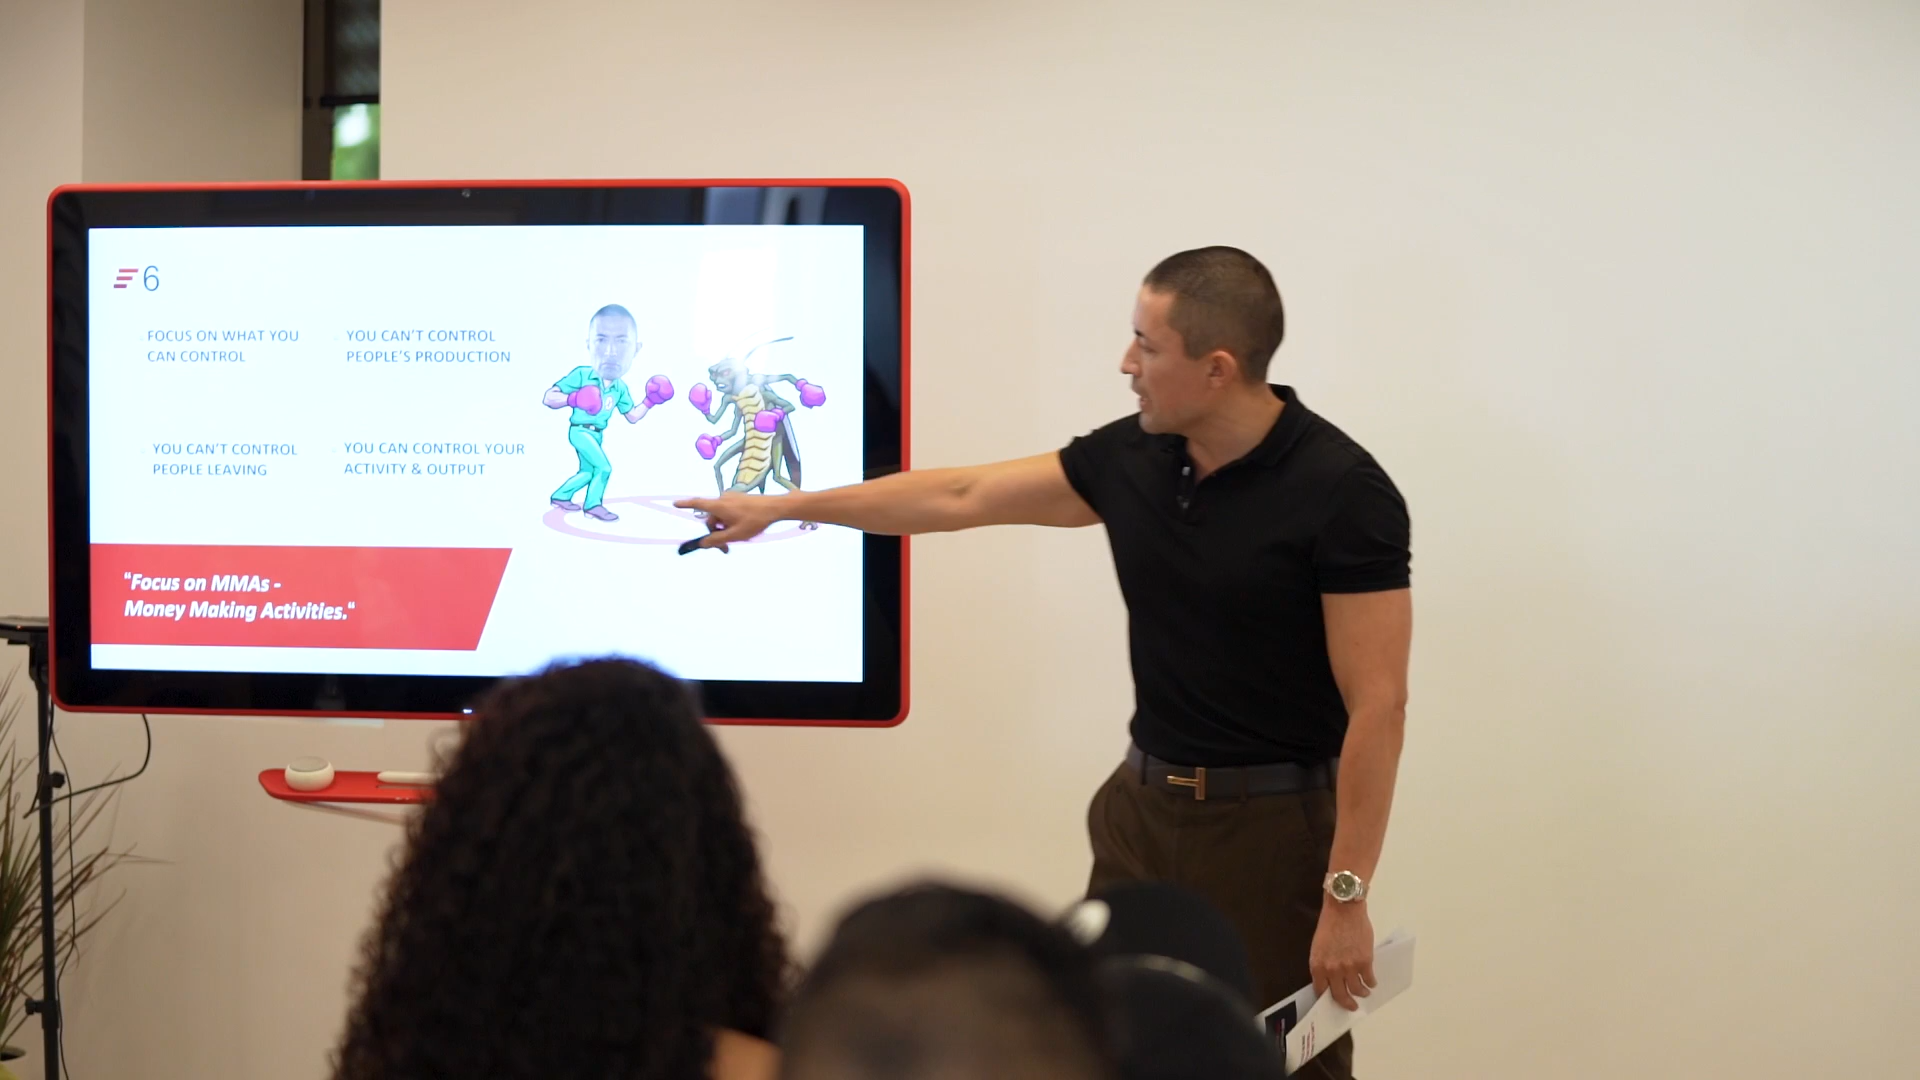 6
FOCUS ON WHAT YOU
CAN CONTROL
YOU CAN'T CONTROL
PEOPLE'S PRODUCTION
YOU CAN'T CONTROL
PEOPLE LEAVING
YOU CAN CONTROL YOUR
ACTIVITY & OUTPUT
"Focus on MMAs -
Money Making Activities."